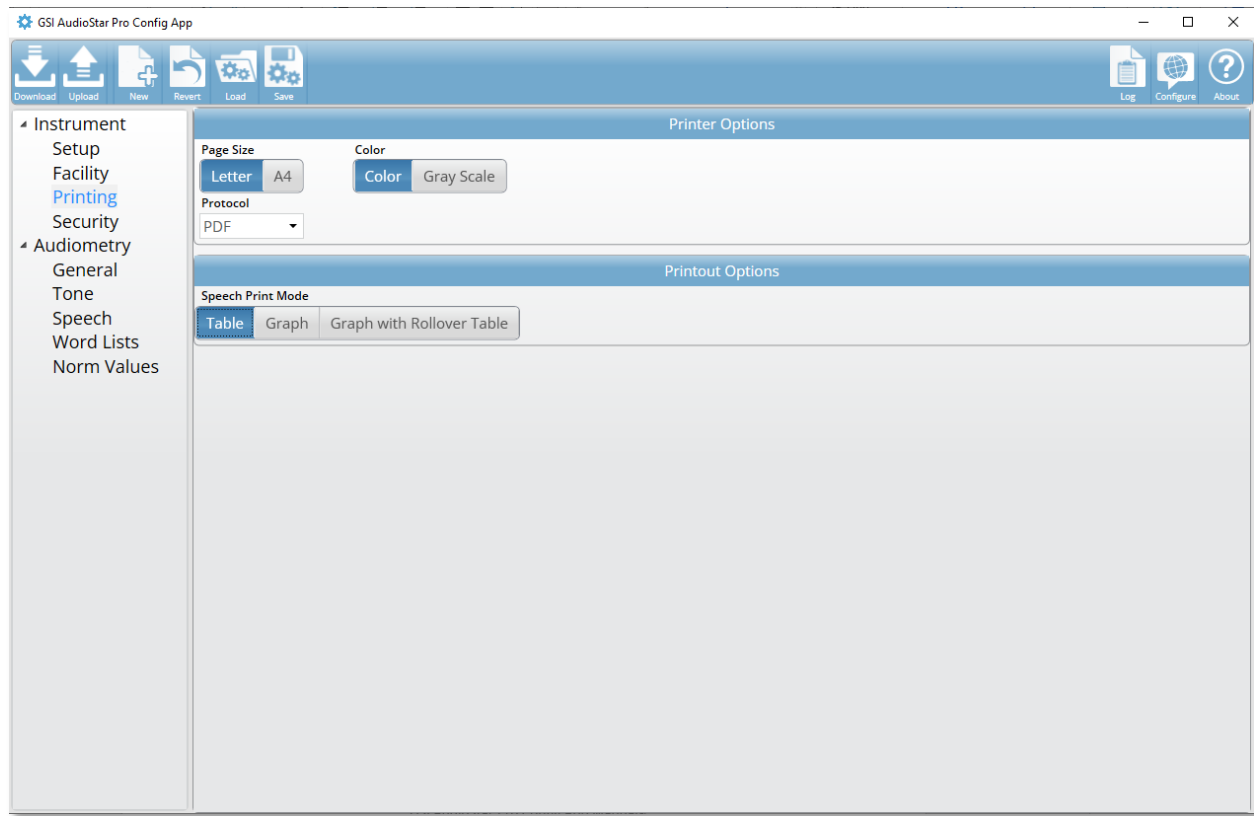 GSI AudioStar Pro Config App
Download Upload New Revert Load Save Log Configure About
Instrument
Setup
Facility
Printing
Security
Audiometry
General
Tone
Speech
Word Lists
Norm Values
Printer Options
Page Size Color
Letter A4 Color Gray Scale
Protocol
PDF
Printout Options
Speech Print Mode
Table Graph Graph with Rollover Table